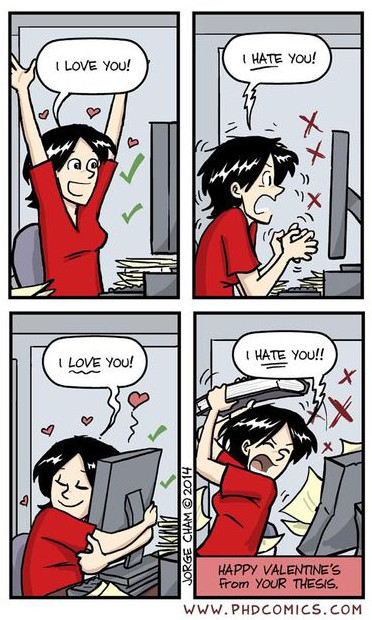 I LOVE YOU!
I HATE YOU!
I LOVE YOU!
I HATE YOU!!
JORGE CHAM © 2014
HAPPY VALENTINE'S
from YOUR THESIS.
WWW.PHDCOMICS.COM